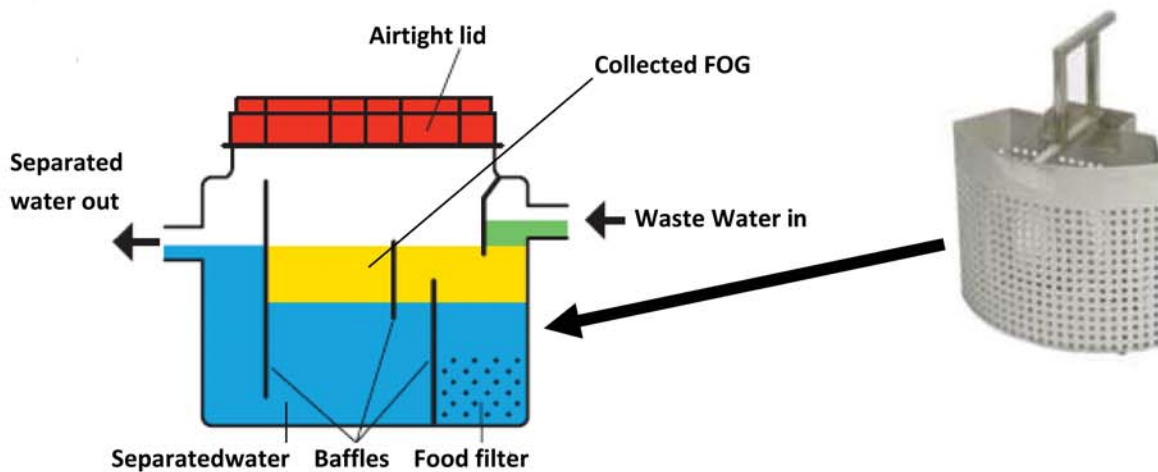 Airtight lid
Collected FOG
Separated
water out
Waste Water in
Separatedwater
Baffles
Food filter